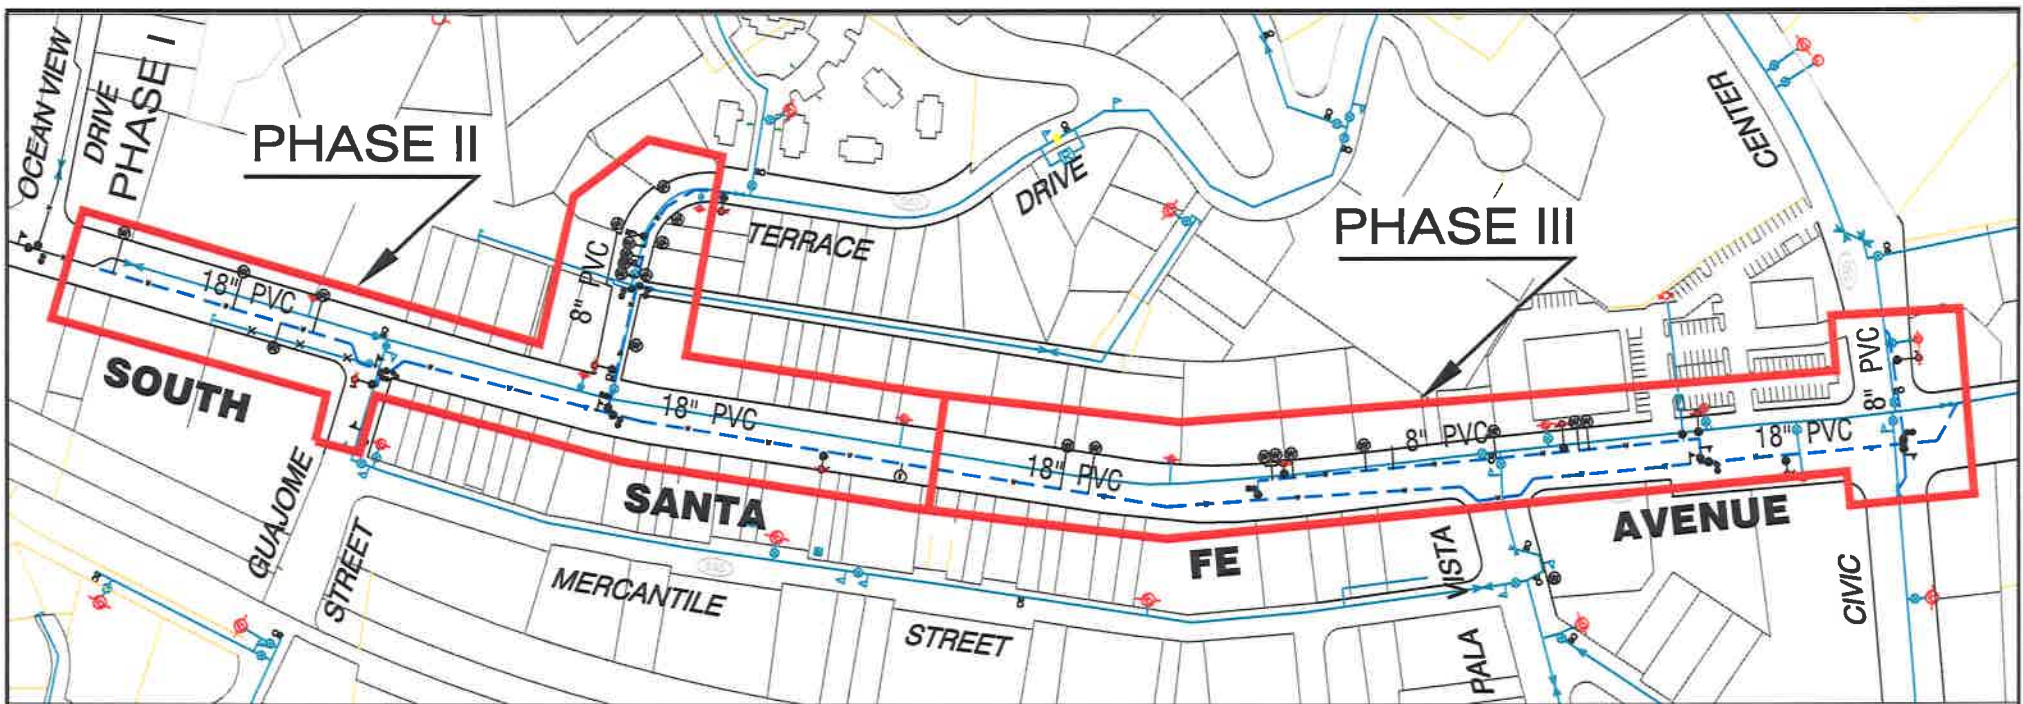 OCEAN VIEW
DRIVE
PHASE I
PHASE II
18" PVC
8" PVC
TERRACE
DRIVE
PHASE III
CENTER
SOUTH
18" PVC
18" PVC
8" PVC
18" PVC
8" PVC
GUAJOME
STREET
SANTA
FE
AVENUE
MERCANTILE
STREET
VISTA
PALA
CIVIC